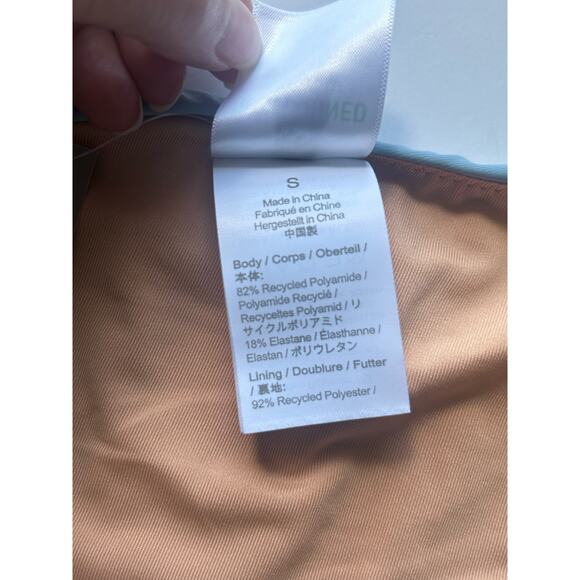 MED
S
Made in China
Fabriqué en Chine
Hergestellt in China
中国製
Body / Corps / Oberteil /
本体:
82% Recycled Polyamide /
Polyamide Recyclé /
Recyceltes Polyamid / リ
サイクルポリアミド
18% Elastane / Élasthanne /
Elastan / ポリウレタン
Lining / Doublure / Futter
/ 裏地:
92% Recycled Polyester /